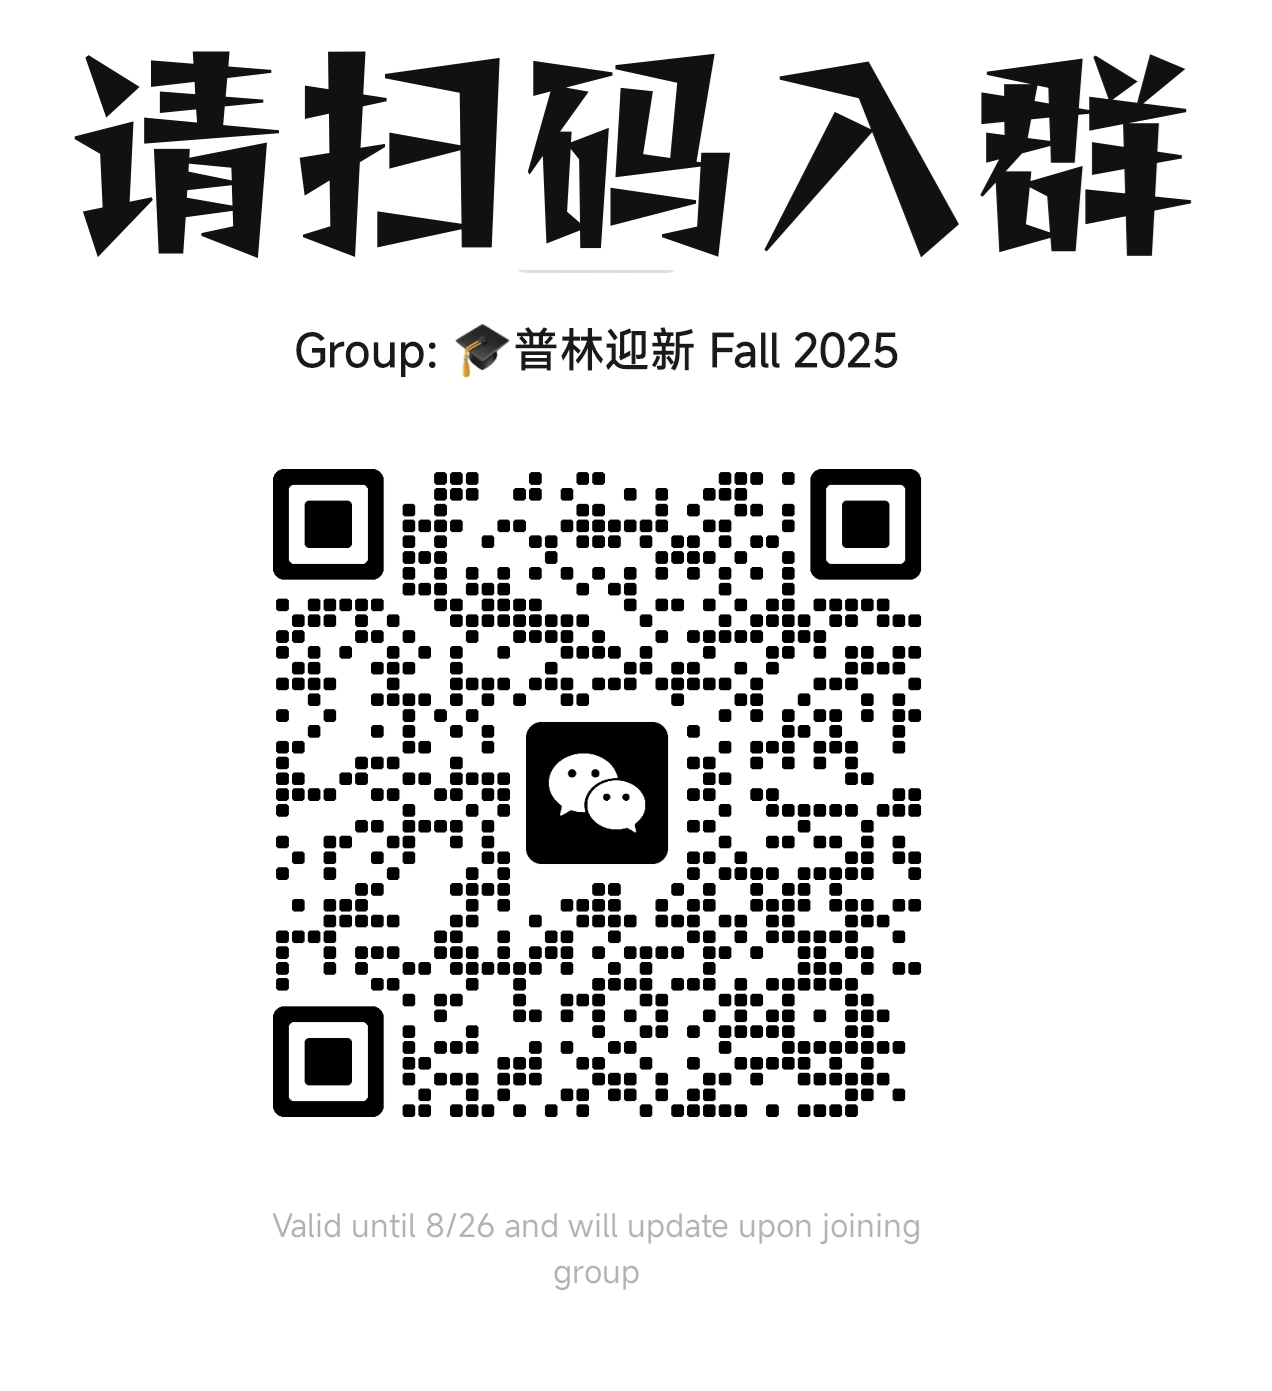 请扫码入群
Group: 🎓普林迎新 Fall 2025
Valid until 8/26 and will update upon joining
group